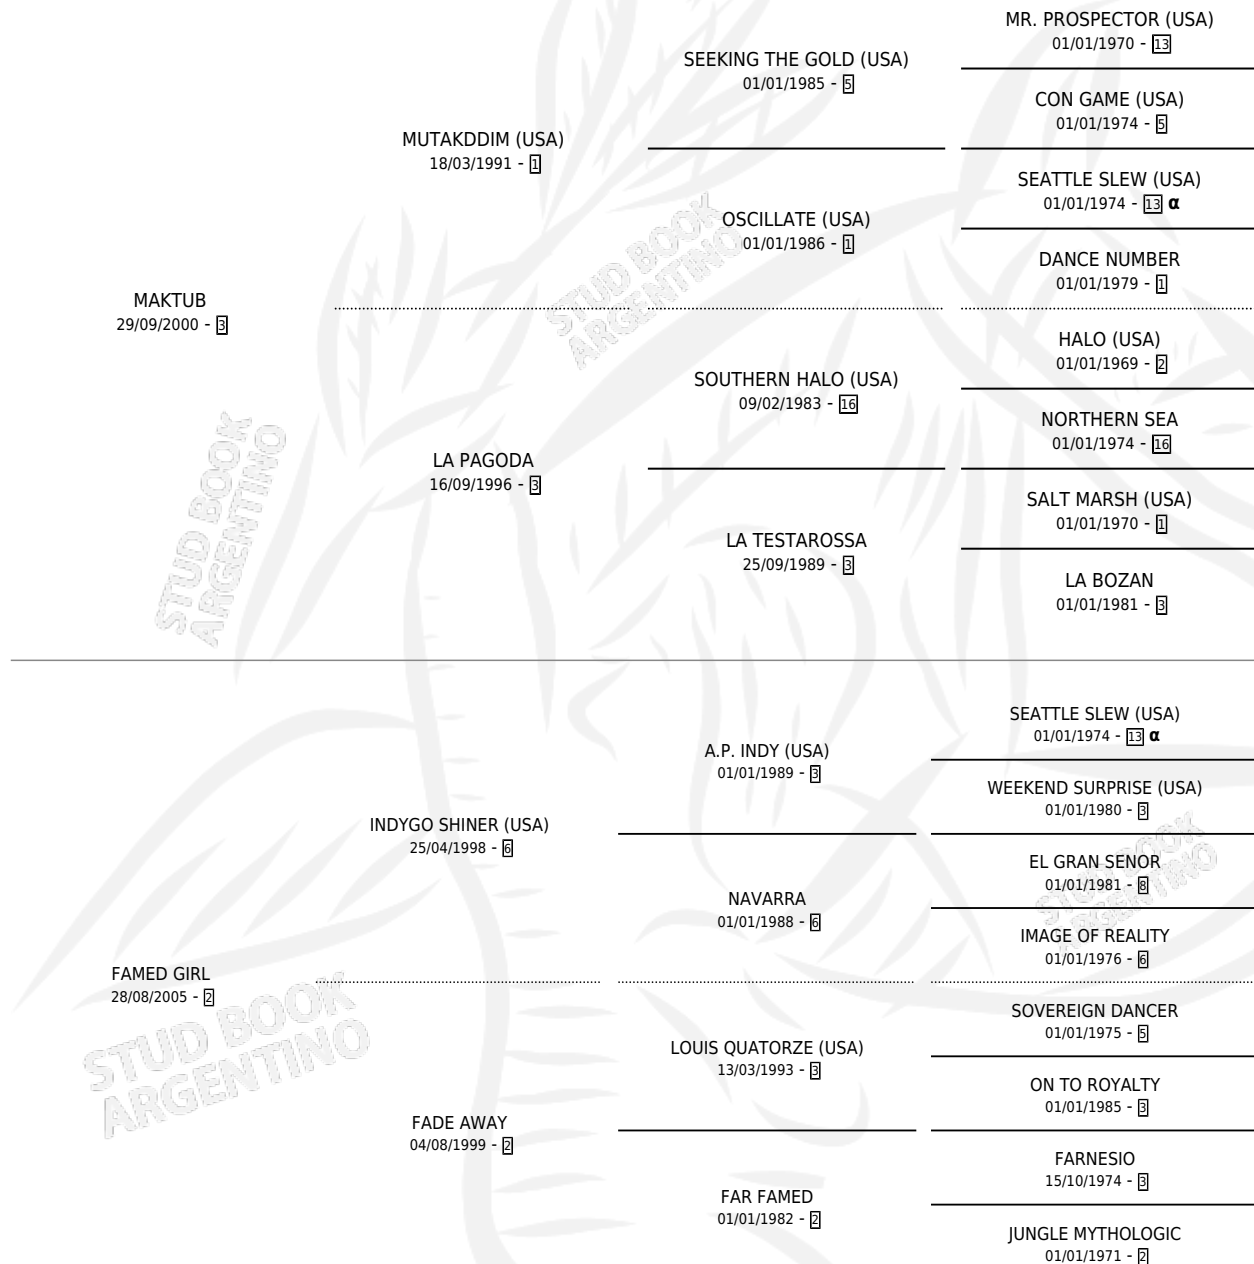 MR. PROSPECTOR (USA)
01/01/1970 - 13
SEEKING THE GOLD (USA)
01/01/1985 - 5
CON GAME (USA)
01/01/1974 - 5
MUTAKDDIM (USA)
18/03/1991 - 1
SEATTLE SLEW (USA)
01/01/1974 - 13 α
OSCILLATE (USA)
01/01/1986 - 1
DANCE NUMBER
01/01/1979 - 1
MAKTUB
29/09/2000 - 3
HALO (USA)
01/01/1969 - 2
SOUTHERN HALO (USA)
09/02/1983 - 16
NORTHERN SEA
01/01/1974 - 16
LA PAGODA
16/09/1996 - 3
SALT MARSH (USA)
01/01/1970 - 1
LA TESTAROSSA
25/09/1989 - 3
LA BOZAN
01/01/1981 - 3
SEATTLE SLEW (USA)
01/01/1974 - 13 α
A.P. INDY (USA)
01/01/1989 - 3
WEEKEND SURPRISE (USA)
01/01/1980 - 3
INDYGO SHINER (USA)
25/04/1998 - 6
EL GRAN SENOR
01/01/1981 - 8
NAVARRA
01/01/1988 - 6
IMAGE OF REALITY
01/01/1976 - 6
FAMED GIRL
28/08/2005 - 2
SOVEREIGN DANCER
01/01/1975 - 5
LOUIS QUATORZE (USA)
13/03/1993 - 3
ON TO ROYALTY
01/01/1985 - 3
FADE AWAY
04/08/1999 - 2
FARNESIO
15/10/1974 - 3
FAR FAMED
01/01/1982 - 2
JUNGLE MYTHOLOGIC
01/01/1971 - 2
STUD BOOK
ARGENTINO
STUD BOOK
ARGENTINO
STUD BOOK
ARGENTINO
STUD BOOK
ARGENTINO